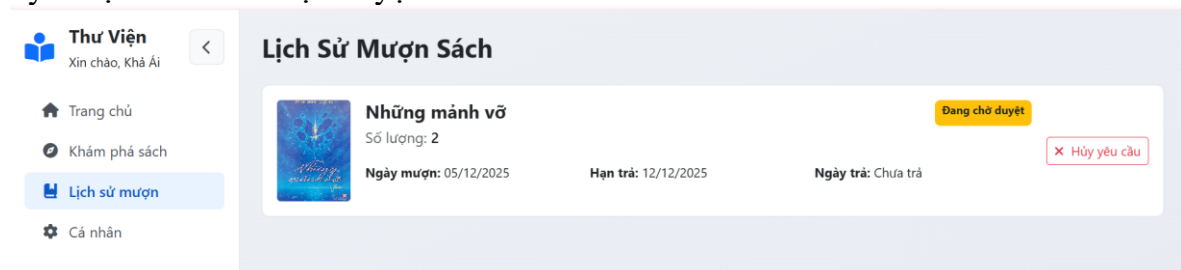 Thư Viện
Xin chào, Khả Ái
Trang chủ
Khám phá sách
Lịch sử mượn
Cá nhân
Lịch Sử Mượn Sách
Những mảnh vỡ
Đang chờ duyệt
Số lượng: 2
Hủy yêu cầu
Ngày mượn: 05/12/2025 Hạn trả: 12/12/2025 Ngày trả: Chưa trả